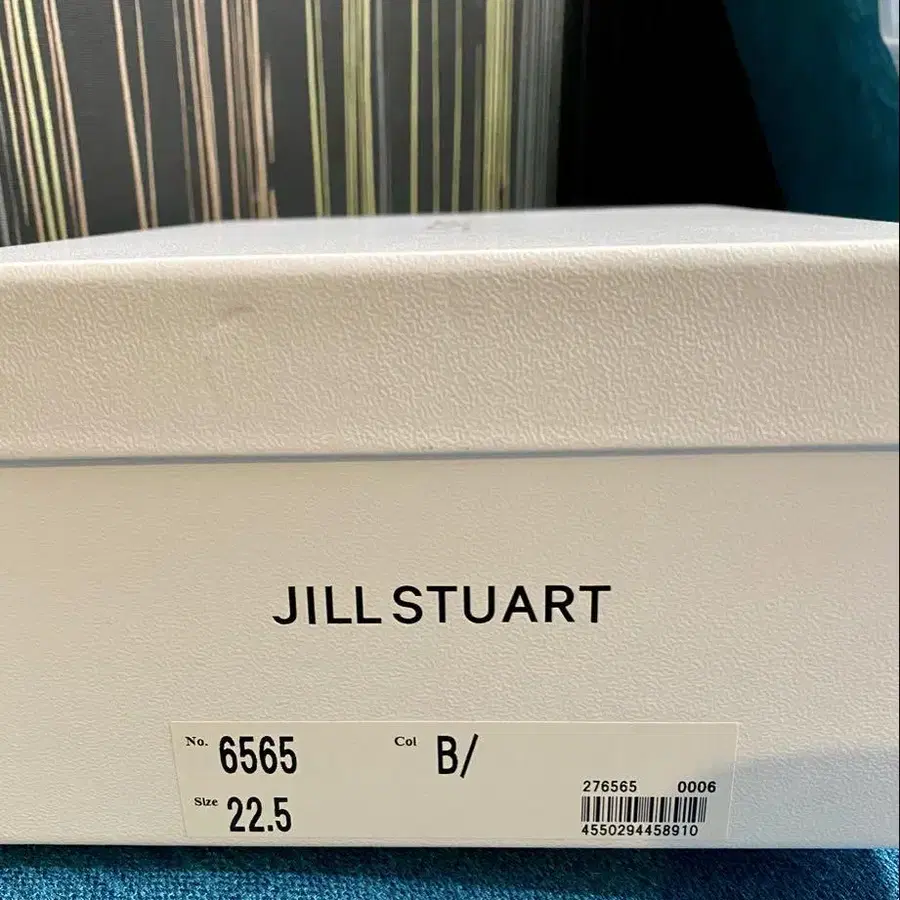 JILL STUART
No. 6565 Col B/
Size 22.5
276565 0006
4550294458910